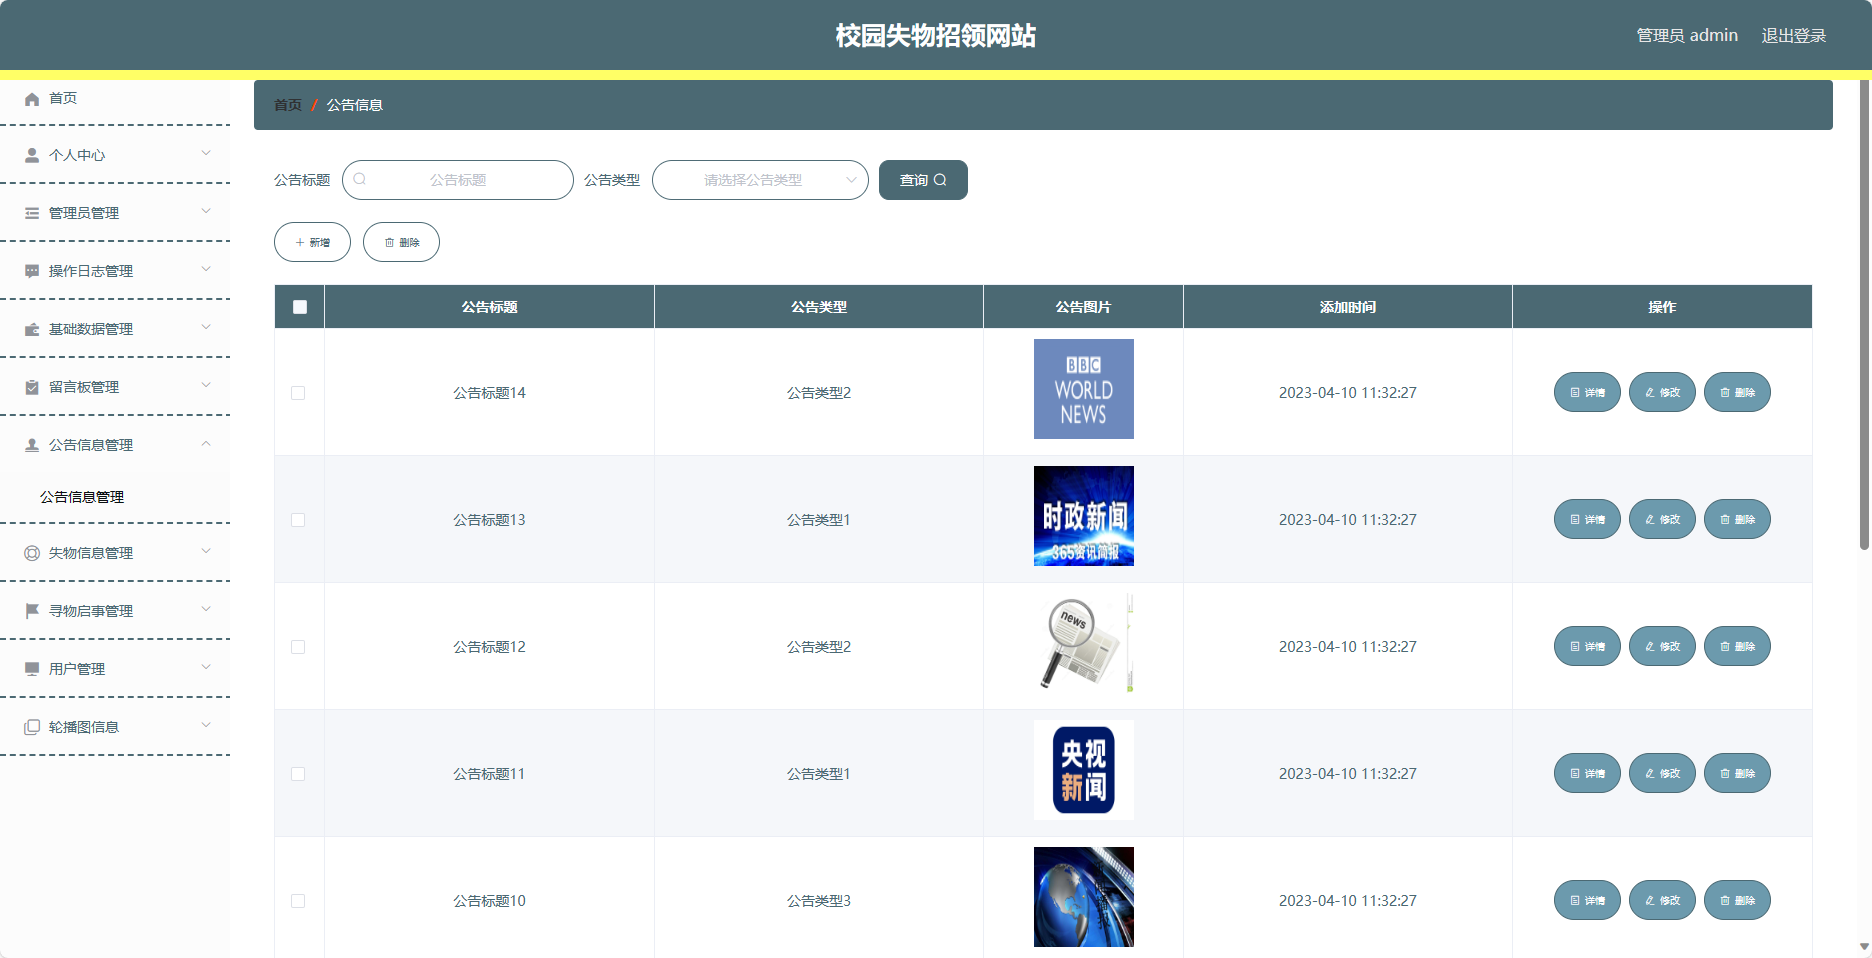 校园失物招领网站
管理员 admin 退出登录
首页
个人中心
管理员管理
操作日志管理
基础数据管理
留言板管理
公告信息管理
公告信息管理
失物信息管理
寻物启事管理
用户管理
轮播图信息
首页 / 公告信息
公告标题 公告标题 公告类型 请选择公告类型 查询
新增 删除
公告标题 公告类型 公告图片 添加时间 操作
公告标题14 公告类型2 2023-04-10 11:32:27 详情 修改 删除
BBC
WORLD
NEWS
公告标题13 公告类型1 2023-04-10 11:32:27 详情 修改 删除
时政新闻
365资讯简报
公告标题12 公告类型2 2023-04-10 11:32:27 详情 修改 删除
news
公告标题11 公告类型1 2023-04-10 11:32:27 详情 修改 删除
央视
新闻
公告标题10 公告类型3 2023-04-10 11:32:27 详情 修改 删除